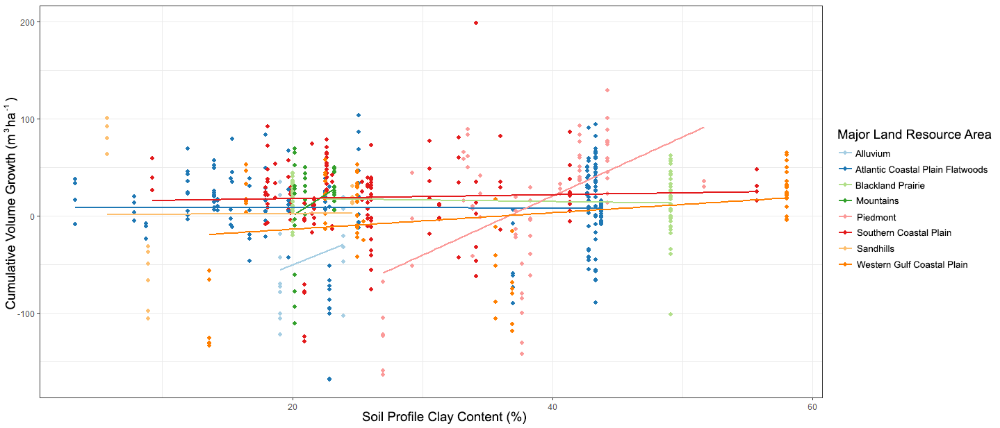 Cumulative Volume Growth (m³ha⁻¹)
200
100
0
-100
20
40
60
Soil Profile Clay Content (%)
Major Land Resource Area
Alluvium
Atlantic Coastal Plain Flatwoods
Blackland Prairie
Mountains
Piedmont
Southern Coastal Plain
Sandhills
Western Gulf Coastal Plain